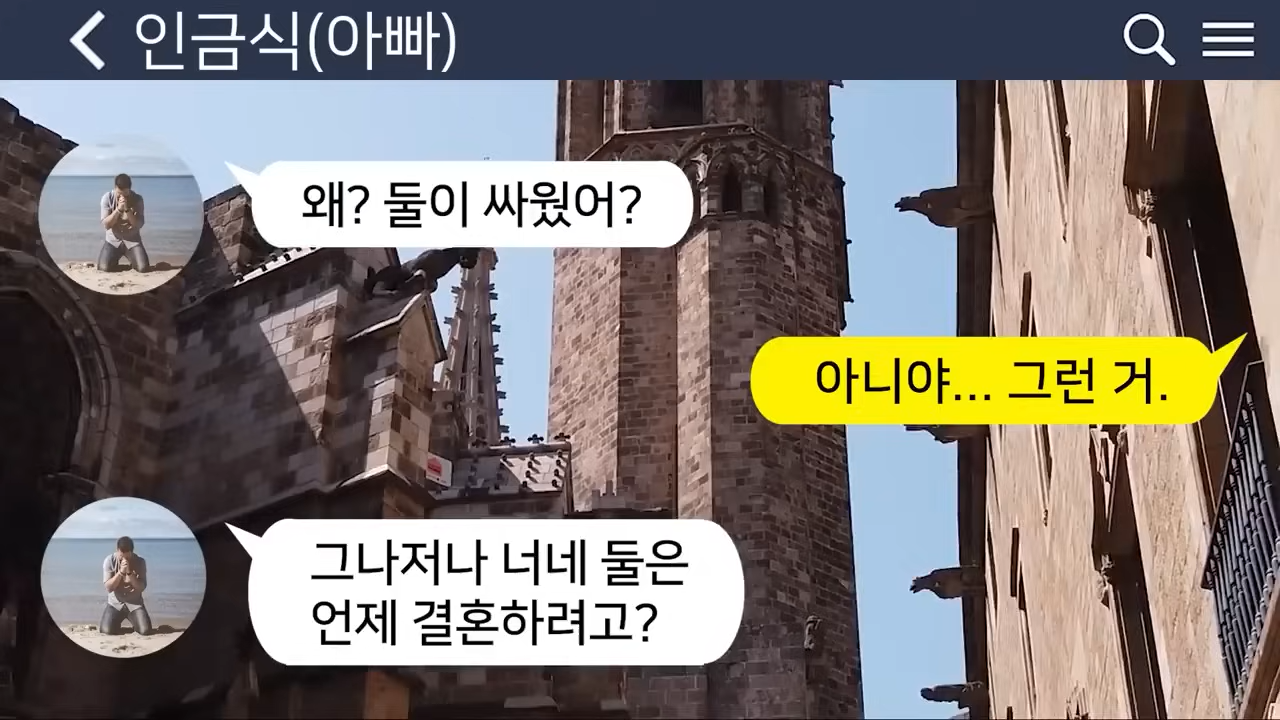 인금식(아빠)
왜? 둘이 싸웠어?
아니야... 그런 거.
그나저나 너네 둘은
언제 결혼하려고?